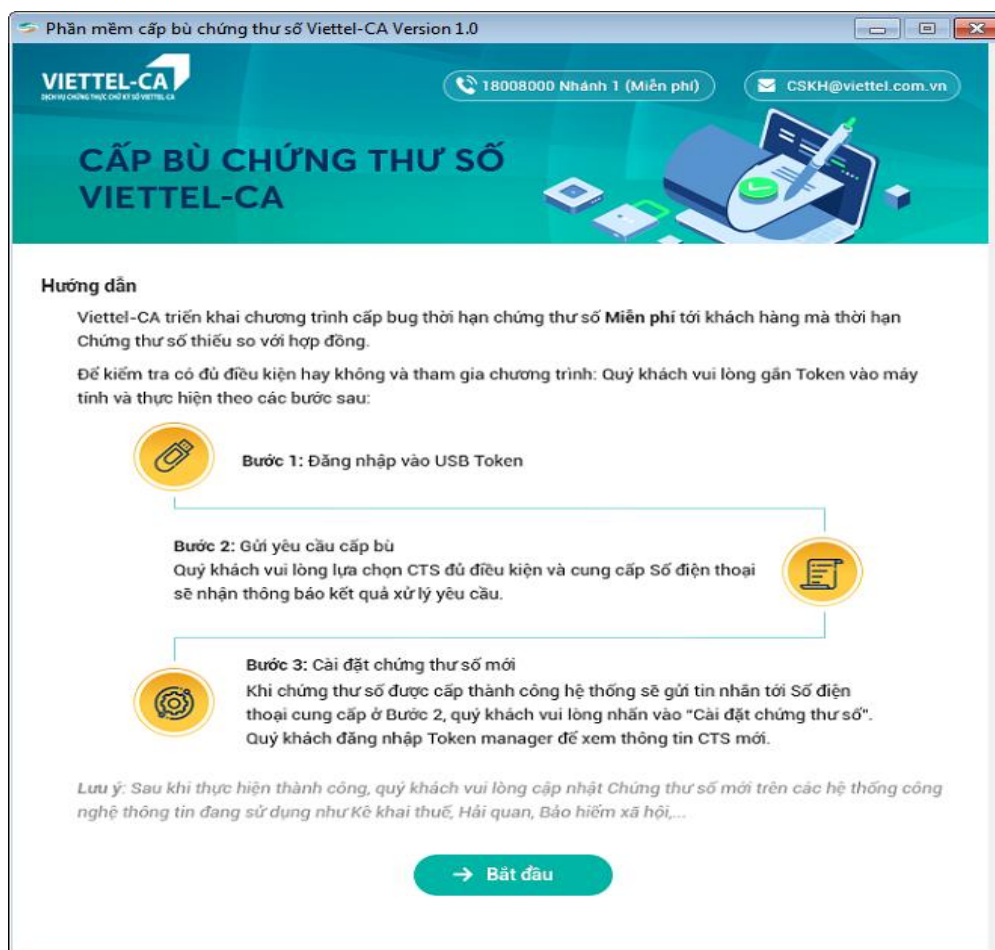 Phần mềm cấp bù chứng thư số Viettel-CA Version 1.0
VIETTEL-CA
DỊCH VỤ CHỨNG THỰC CHỮ KÝ SỐ VIETTEL-CA
18008000 Nhánh 1 (Miễn phí)
CSKH@viettel.com.vn
CẤP BÙ CHỨNG THƯ SỐ
VIETTEL-CA
Hướng dẫn
Viettel-CA triển khai chương trình cấp bug thời hạn chứng thư số Miễn phí tới khách hàng mà thời hạn
Chứng thư số thiếu so với hợp đồng.
Để kiểm tra có đủ điều kiện hay không và tham gia chương trình: Quý khách vui lòng gắn Token vào máy
tính và thực hiện theo các bước sau:
Bước 1: Đăng nhập vào USB Token
Bước 2: Gửi yêu cầu cấp bù
Quý khách vui lòng lựa chọn CTS đủ điều kiện và cung cấp Số điện thoại
sẽ nhận thông báo kết quả xử lý yêu cầu.
Bước 3: Cài đặt chứng thư số mới
Khi chứng thư số được cấp thành công hệ thống sẽ gửi tin nhắn tới Số điện
thoại cung cấp ở Bước 2, quý khách vui lòng nhấn vào “Cài đặt chứng thư số”.
Quý khách đăng nhập Token manager để xem thông tin CTS mới.
Lưu ý: Sau khi thực hiện thành công, quý khách vui lòng cập nhật Chứng thư số mới trên các hệ thống công
nghệ thông tin đang sử dụng như Kê khai thuế, Hải quan, Bảo hiểm xã hội,...
Bắt đầu